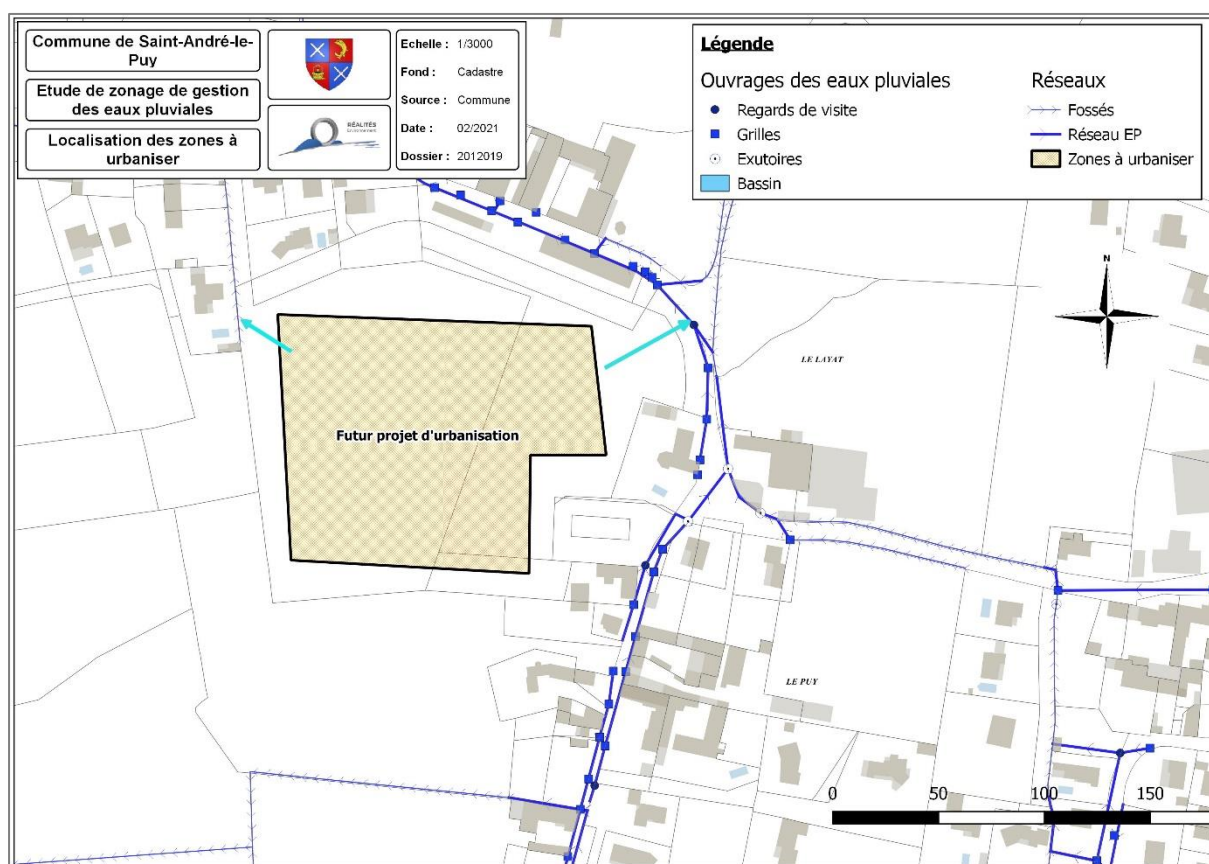 Commune de Saint-André-le-
Puy
Etude de zonage de gestion
des eaux pluviales
Localisation des zones à
urbaniser
RÉALITÉS
Echelle : 1/3000
Fond : Cadastre
Source : Commune
Date : 02/2021
Dossier : 2012019
Légende
Ouvrages des eaux pluviales
Regards de visite
Grilles
Exutoires
Bassin
Réseaux
Fossés
Réseau EP
Zones à urbaniser
N
LE LAYAT
Futur projet d'urbanisation
LE PUY
0 50 100 150